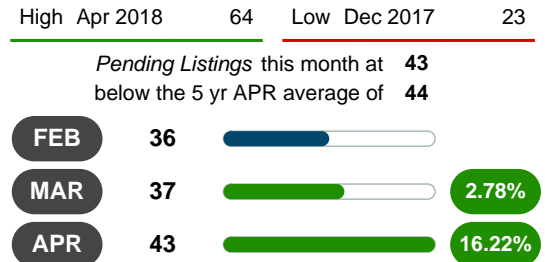 High Apr 2018 64 Low Dec 2017 23
Pending Listings this month at 43
below the 5 yr APR average of 44
FEB 36
MAR 37 2.78%
APR 43 16.22%